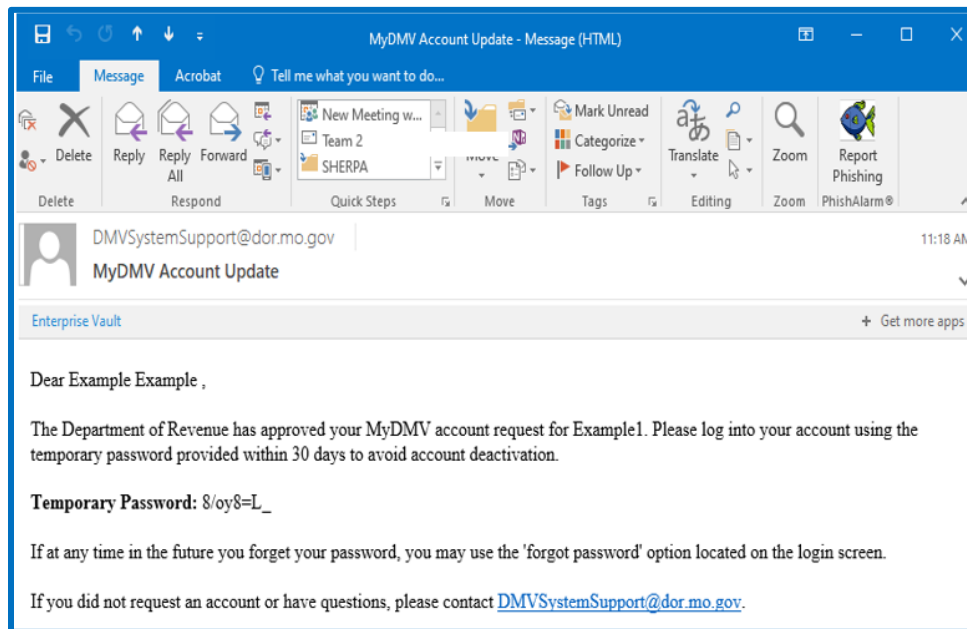 MyDMV Account Update - Message (HTML)
File Message Acrobat Tell me what you want to do...
Delete
Reply
Reply All
Forward
New Meeting w...
Team 2
SHERPA
Mark Unread
Categorize
Follow Up
Translate
Zoom
Report Phishing
Delete Respond Quick Steps Move Tags Editing Zoom PhishAlarm®
DMVSystemSupport@dor.mo.gov
11:18 AM
MyDMV Account Update
Enterprise Vault + Get more apps
Dear Example Example ,
The Department of Revenue has approved your MyDMV account request for Example1. Please log into your account using the
temporary password provided within 30 days to avoid account deactivation.
Temporary Password: 8/oy8=L_
If at any time in the future you forget your password, you may use the 'forgot password' option located on the login screen.
If you did not request an account or have questions, please contact DMVSystemSupport@dor.mo.gov.